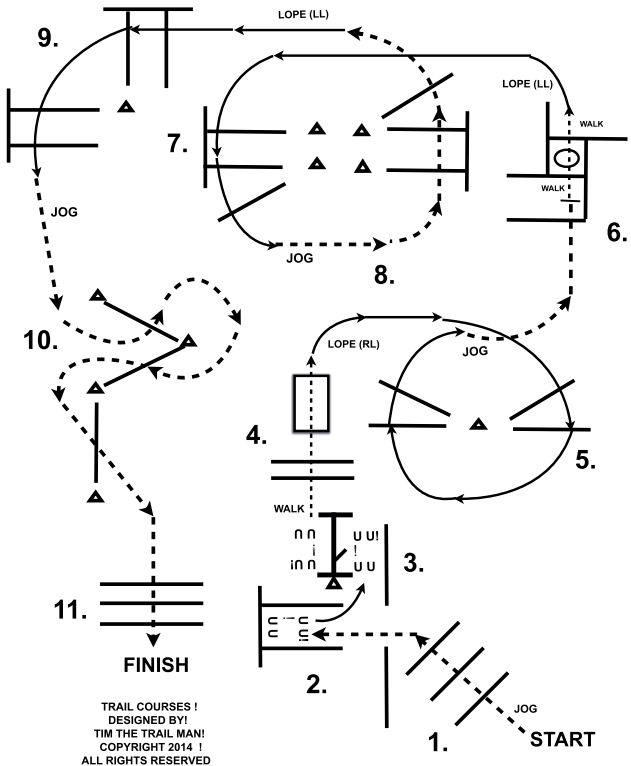 LOPE (LL)
9.
LOPE (LL)
WALK
7.
WALK
JOG
6.
JOG
8.
10.
LOPE (RL)
JOG
4.
5.
WALK
U U!
!
U U
3.
11.
2.
FINISH
1.
JOG
START
TRAIL COURSES !
DESIGNED BY!
TIM THE TRAIL MAN!
COPYRIGHT 2014 !
ALL RIGHTS RESERVED